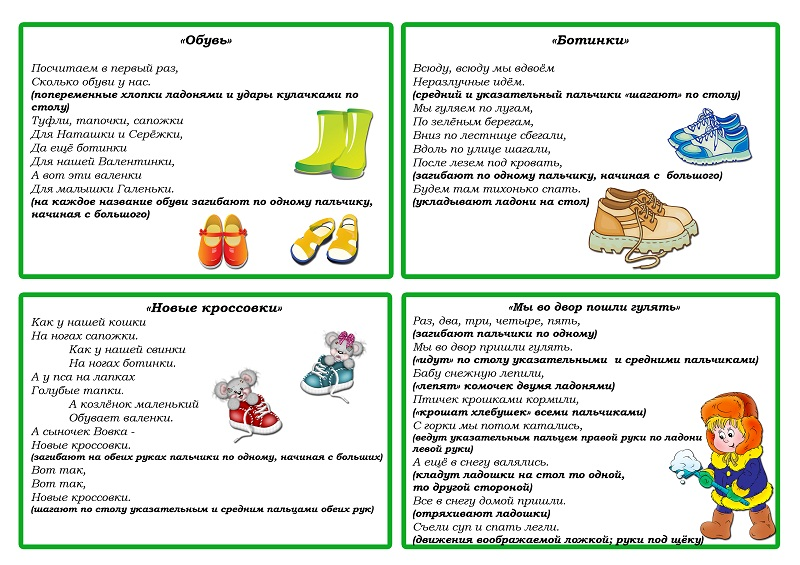 «Обувь»
Посчитаем в первый раз,
Сколько обуви у нас.
(попеременные хлопки ладонями и удары кулачками по
столу)
Туфли, тапочки, сапожки
Для Наташки и Серёжки,
Да ещё ботинки
Для нашей Валентинки,
А вот эти валенки
Для малышки Галеньки.
(на каждое название обуви загибают по одному пальчику,
начиная с большого)
«Ботинки»
Всюду, всюду мы вдвоём
Неразлучные идём.
(средний и указательный пальчики «шагают» по столу)
Мы гуляем по лугам,
По зелёным берегам,
Вниз по лестнице сбегали,
Вдоль по улице шагали,
После лезем под кровать,
(загибают по одному пальчику, начиная с большого)
Будем там тихонько спать.
(укладывают ладони на стол)
«Новые кроссовки»
Как у нашей кошки
На ногах сапожки.
Как у нашей свинки
На ногах ботинки.
А у пса на лапках
Голубые тапки.
А козлёнок маленький
Обувает валенки.
А сыночек Вовка -
Новые кроссовки.
(загибают на обеих руках пальчики по одному, начиная с больших)
Вот так,
Вот так,
Новые кроссовки.
(шагают по столу указательным и средним пальцами обеих рук)
«Мы во двор пошли гулять»
Раз, два, три, четыре, пять,
(загибают пальчики по одному)
Мы во двор пришли гулять.
(«идут» по столу указательными и средними пальчиками)
Бабу снежную лепили,
(«лепят» комочек двумя ладонями)
Птичек крошками кормили,
(«крошат хлебушек» всеми пальчиками)
С горки мы потом катались,
(ведут указательным пальцем правой руки по ладони
левой руки)
А ещё в снегу валялись.
(кладут ладошки на стол то одной,
то другой стороной)
Все в снегу домой пришли.
(отряхивают ладошки)
Съели суп и спать легли.
(движения воображаемой ложкой; руки под щёку)